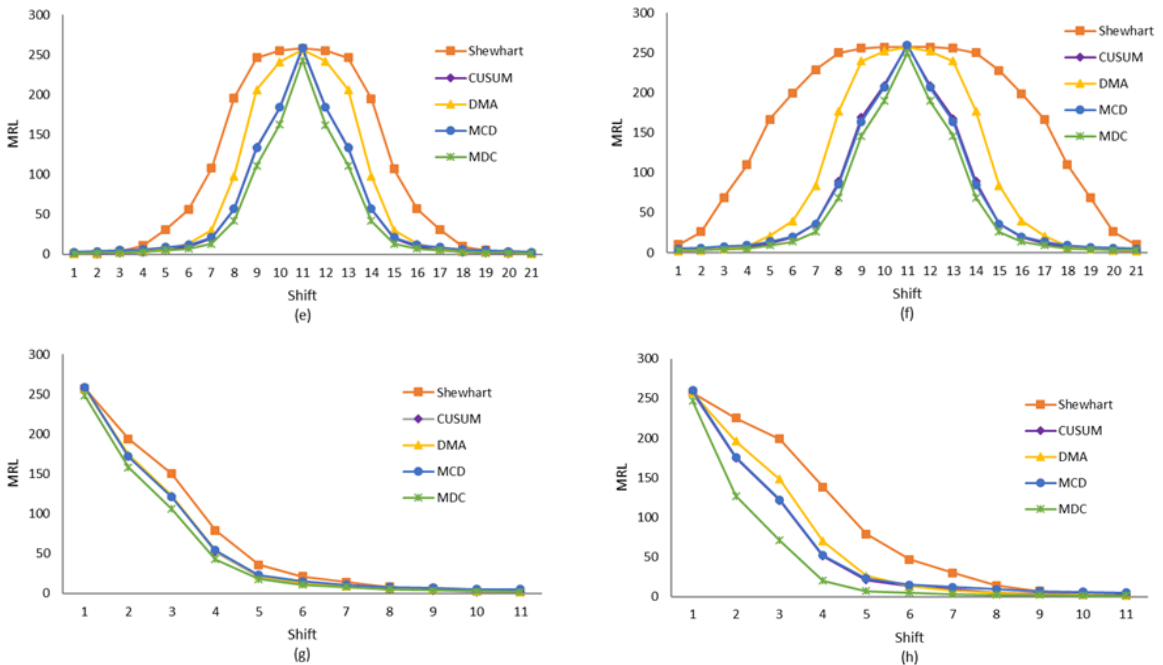 300
250
200
150
100
50
0
MRL
1 2 3 4 5 6 7 8 9 10 11 12 13 14 15 16 17 18 19 20 21
Shift
(e)
Shewhart
CUSUM
DMA
MCD
MDC
300
250
200
150
100
50
0
MRL
1 2 3 4 5 6 7 8 9 10 11 12 13 14 15 16 17 18 19 20 21
Shift
(f)
Shewhart
CUSUM
DMA
MCD
MDC
300
250
200
150
100
50
0
MRL
1 2 3 4 5 6 7 8 9 10 11
Shift
(g)
Shewhart
CUSUM
DMA
MCD
MDC
300
250
200
150
100
50
0
MRL
1 2 3 4 5 6 7 8 9 10 11
Shift
(h)
Shewhart
CUSUM
DMA
MCD
MDC